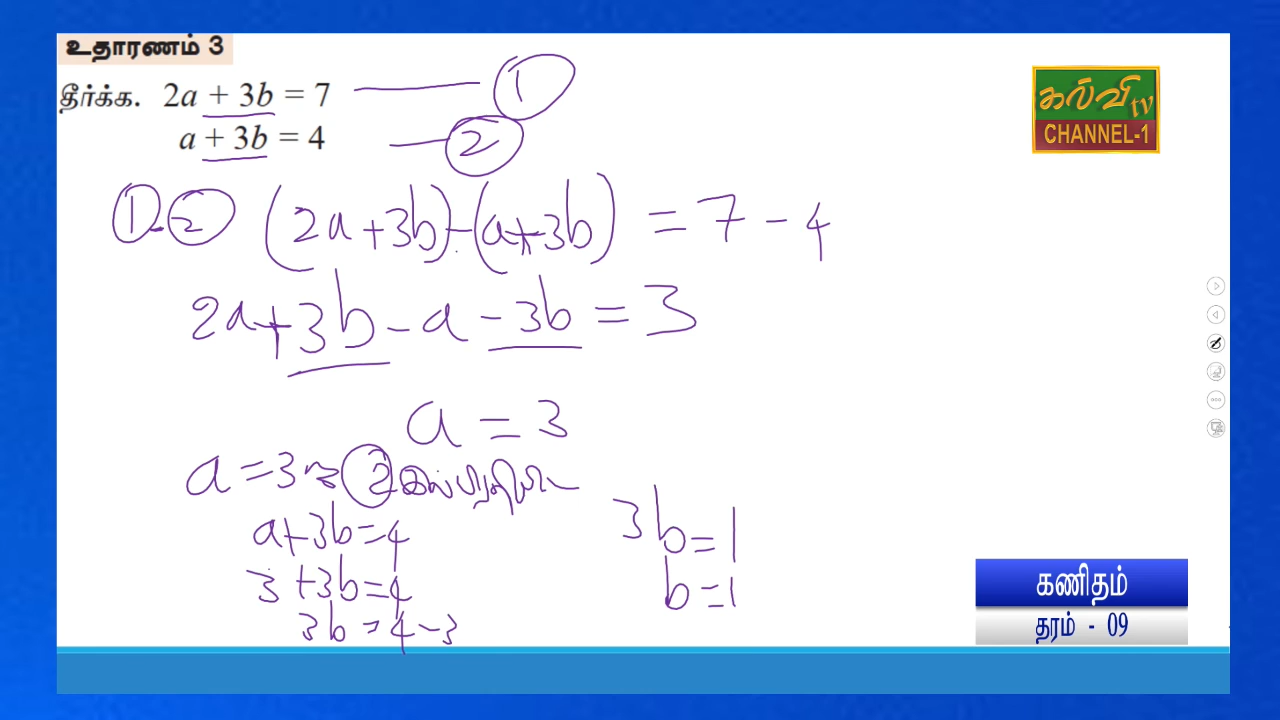 உதாரணம் 3
தீர்க்க. 2a + 3b = 7 ①
a + 3b = 4 ②
① - ② (2a+3b) - (a+3b) = 7 - 4
2a+3b - a - 3b = 3
a = 3
a = 3 ஐ ② இல் பிரதியிட
a+3b=4
3 +3b=4
3b = 4-3
3b = 1
b = 1
கல்வி tv
CHANNEL-1
கணிதம்
தரம் - 09